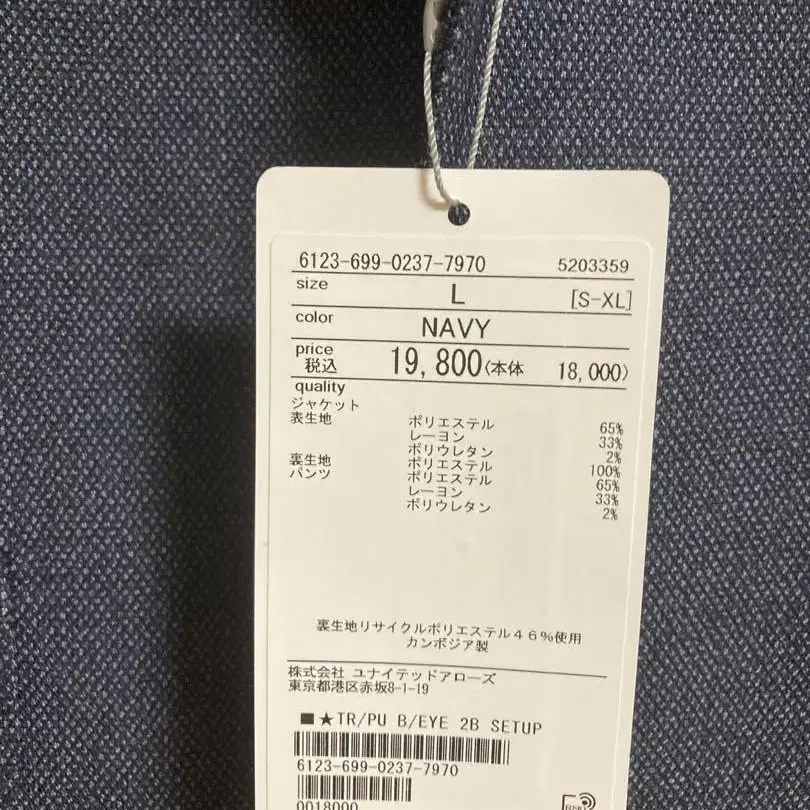 6123-699-0237-7970 5203359
size L [S-XL]
color NAVY
price
税込 19,800(本体 18,000)
quality
ジャケット
表生地 ポリエステル 65%
レーヨン 33%
ポリウレタン 2%
裏生地 ポリエステル 100%
パンツ ポリエステル 65%
レーヨン 33%
ポリウレタン 2%
裏生地リサイクルポリエステル46%使用
カンボジア製
株式会社 ユナイテッドアローズ
東京都港区赤坂8-1-19
■★TR/PU B/EYE 2B SETUP
6123-699-0237-7970
0018000